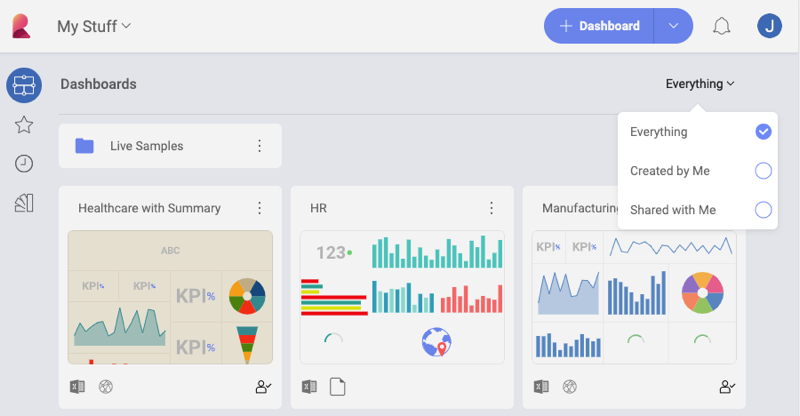 My Stuff
+ Dashboard
J
Dashboards
Everything
Everything
Created by Me
Shared with Me
Live Samples
Healthcare with Summary
HR
Manufacturing
ABC
KPI%
KPI%
KPI%
KPI%
123
KPI%
KPI%